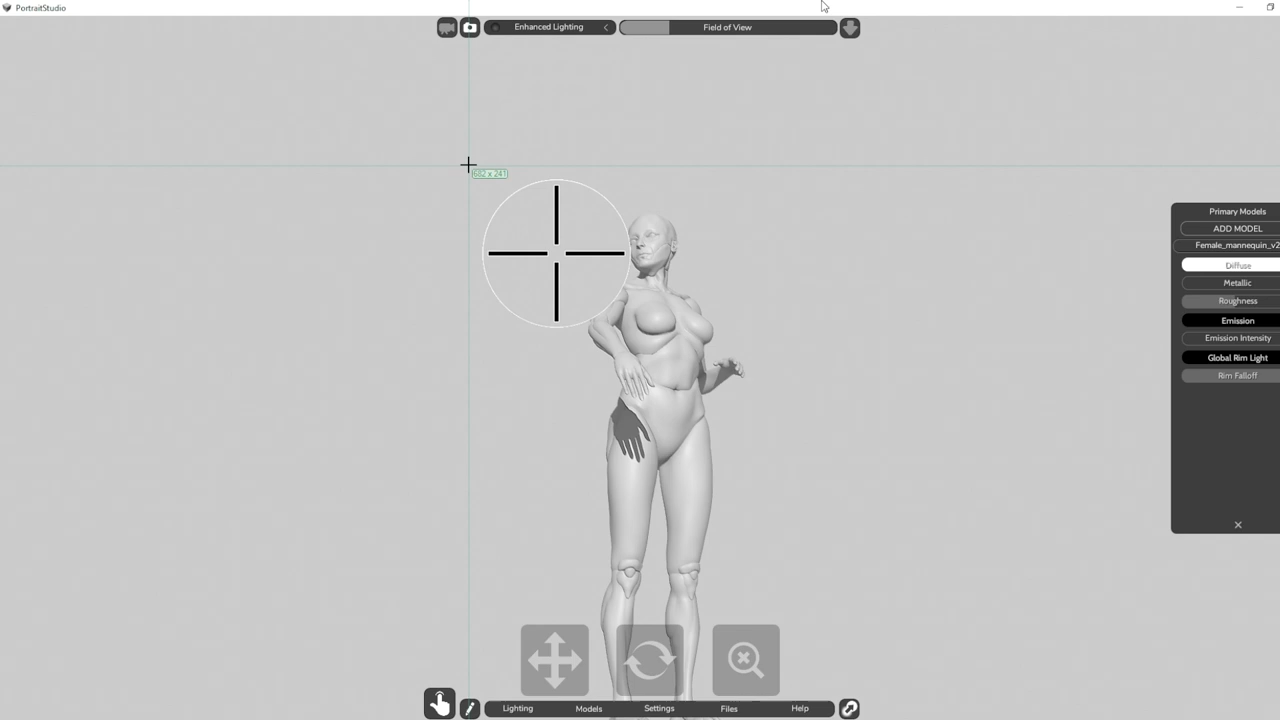 PortraitStudio
Enhanced Lighting
Field of View
682 x 241
Primary Models
ADD MODEL
Female_mannequin_v2
Diffuse
Metallic
Roughness
Emission
Emission Intensity
Global Rim Light
Rim Falloff
Lighting Models Settings Files Help